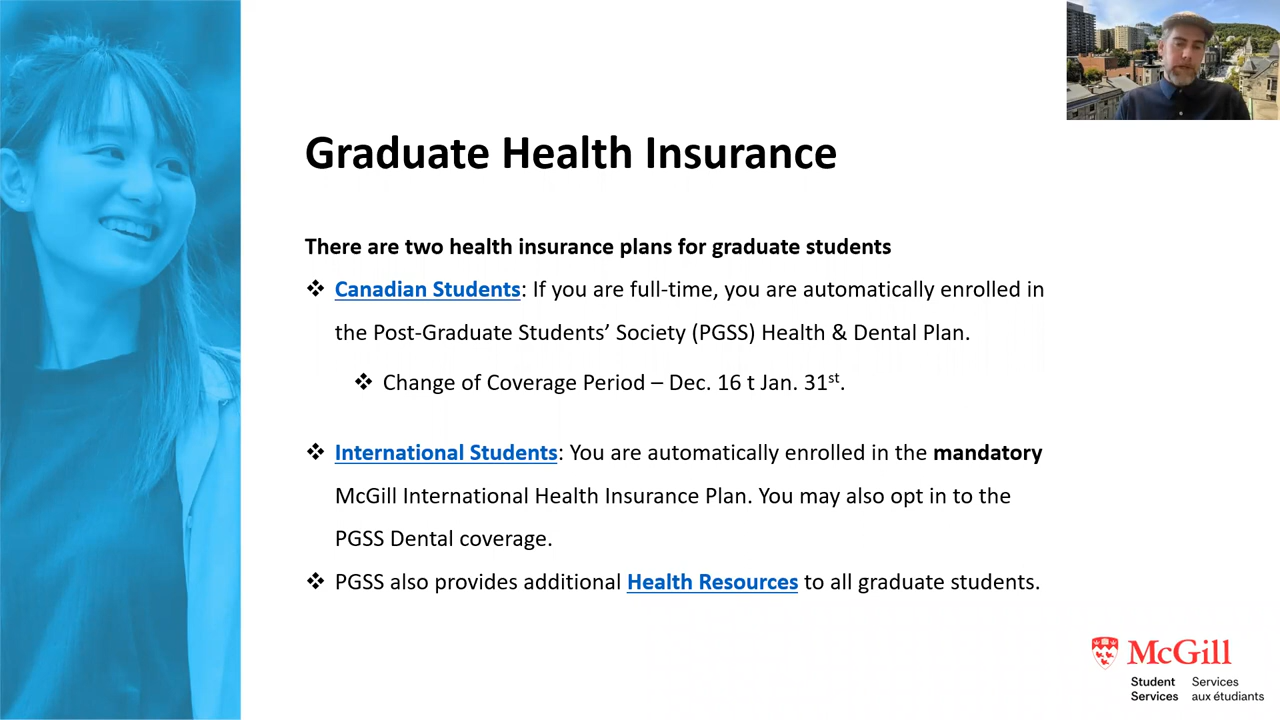 Graduate Health Insurance
There are two health insurance plans for graduate students
❖ Canadian Students: If you are full-time, you are automatically enrolled in
the Post-Graduate Students’ Society (PGSS) Health & Dental Plan.
❖ Change of Coverage Period – Dec. 16 t Jan. 31st.
❖ International Students: You are automatically enrolled in the mandatory
McGill International Health Insurance Plan. You may also opt in to the
PGSS Dental coverage.
❖ PGSS also provides additional Health Resources to all graduate students.
McGill
Student Services
Services aux étudiants